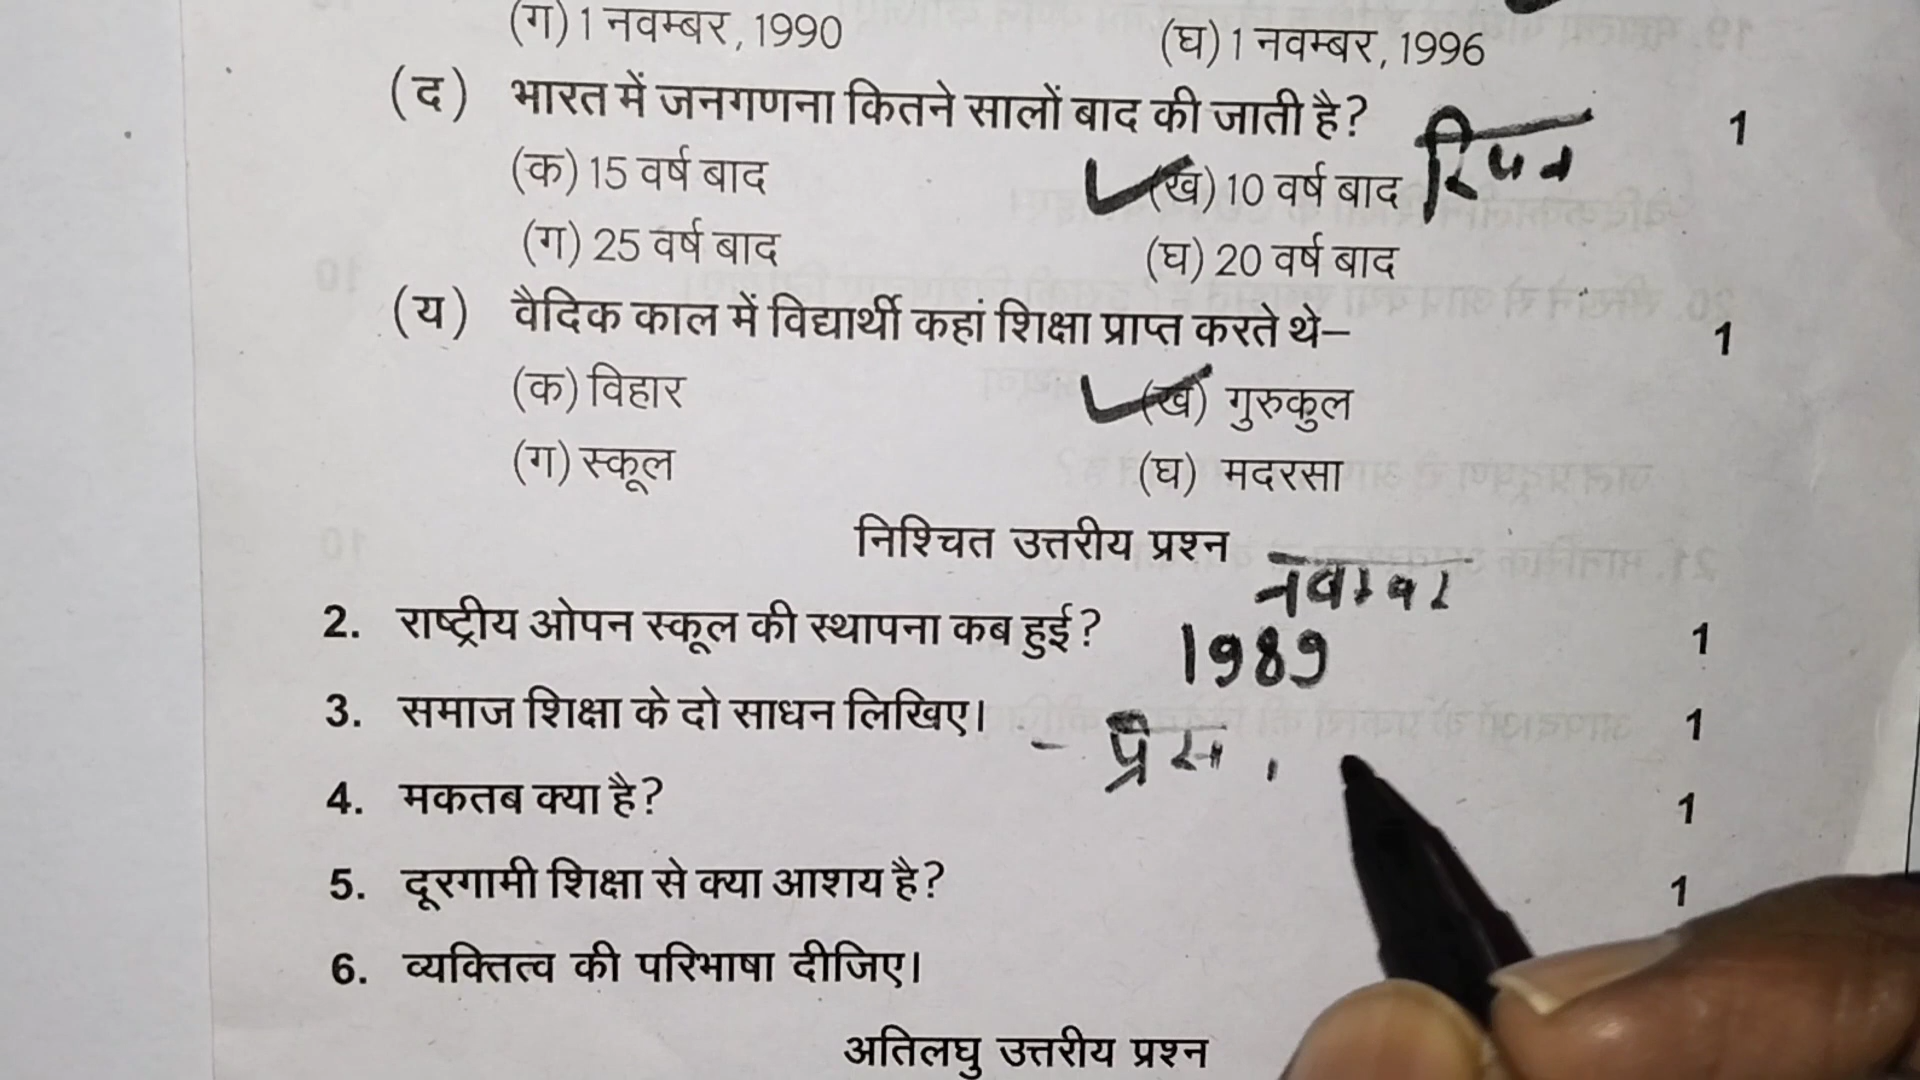 (ग) 1 नवम्बर, 1990 (घ) 1 नवम्बर, 1996
(द) भारत में जनगणना कितने सालों बाद की जाती है? 1
(क) 15 वर्ष बाद (ख) 10 वर्ष बाद रिपन
(ग) 25 वर्ष बाद (घ) 20 वर्ष बाद
(य) वैदिक काल में विद्यार्थी कहां शिक्षा प्राप्त करते थे– 1
(क) विहार (ख) गुरुकुल
(ग) स्कूल (घ) मदरसा
निश्चित उत्तरीय प्रश्न
नवम्बर
2. राष्ट्रीय ओपन स्कूल की स्थापना कब हुई? 1989 1
3. समाज शिक्षा के दो साधन लिखिए। - प्रेस , 1
4. मकतब क्या है? 1
5. दूरगामी शिक्षा से क्या आशय है? 1
6. व्यक्तित्व की परिभाषा दीजिए।
अतिलघु उत्तरीय प्रश्न